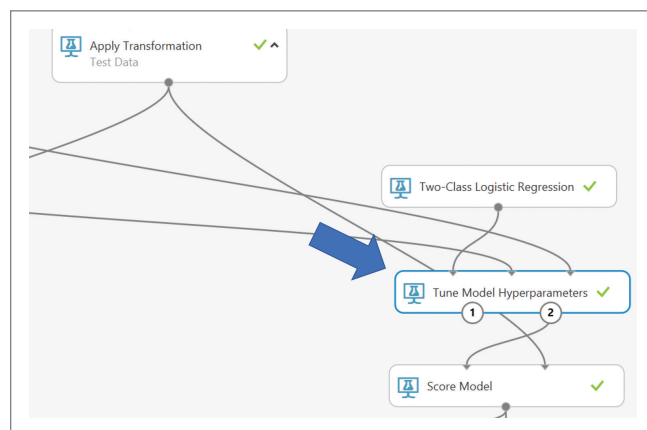 Apply Transformation
Test Data
Two-Class Logistic Regression
Tune Model Hyperparameters
1 2
Score Model